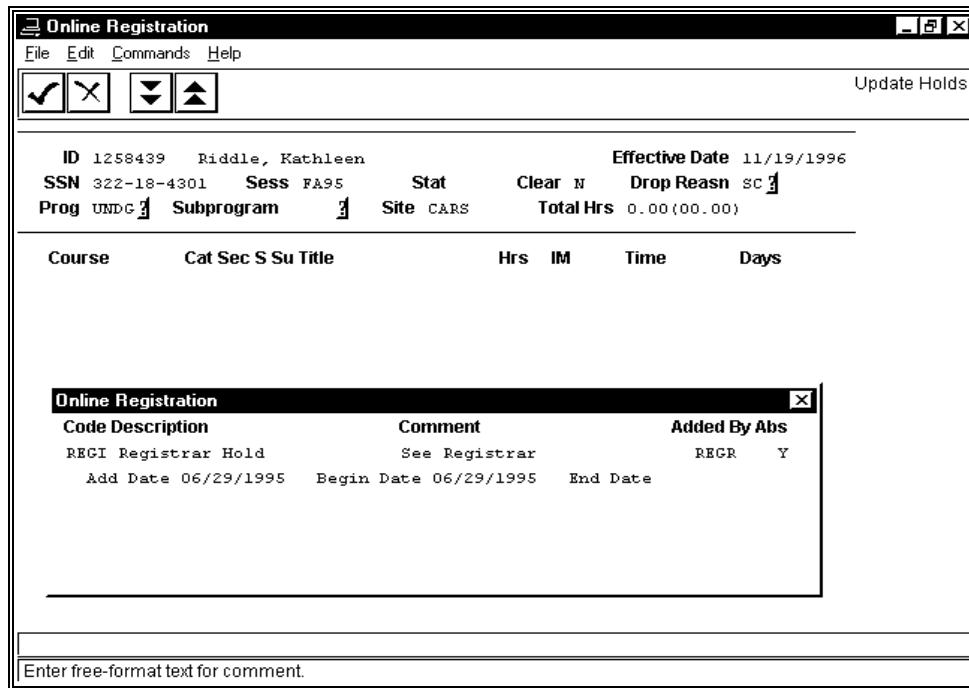 Online Registration
File Edit Commands Help
Update Holds
ID 1258439 Riddle, Kathleen Effective Date 11/19/1996
SSN 322-18-4301 Sess FA95 Stat Clear N Drop Reasn SC ?
Prog UNDG ? Subprogram ? Site CARS Total Hrs 0.00(00.00)
Course Cat Sec S Su Title Hrs IM Time Days
Online Registration
Code Description Comment Added By Abs
REGI Registrar Hold See Registrar REGR Y
Add Date 06/29/1995 Begin Date 06/29/1995 End Date
Enter free-format text for comment.